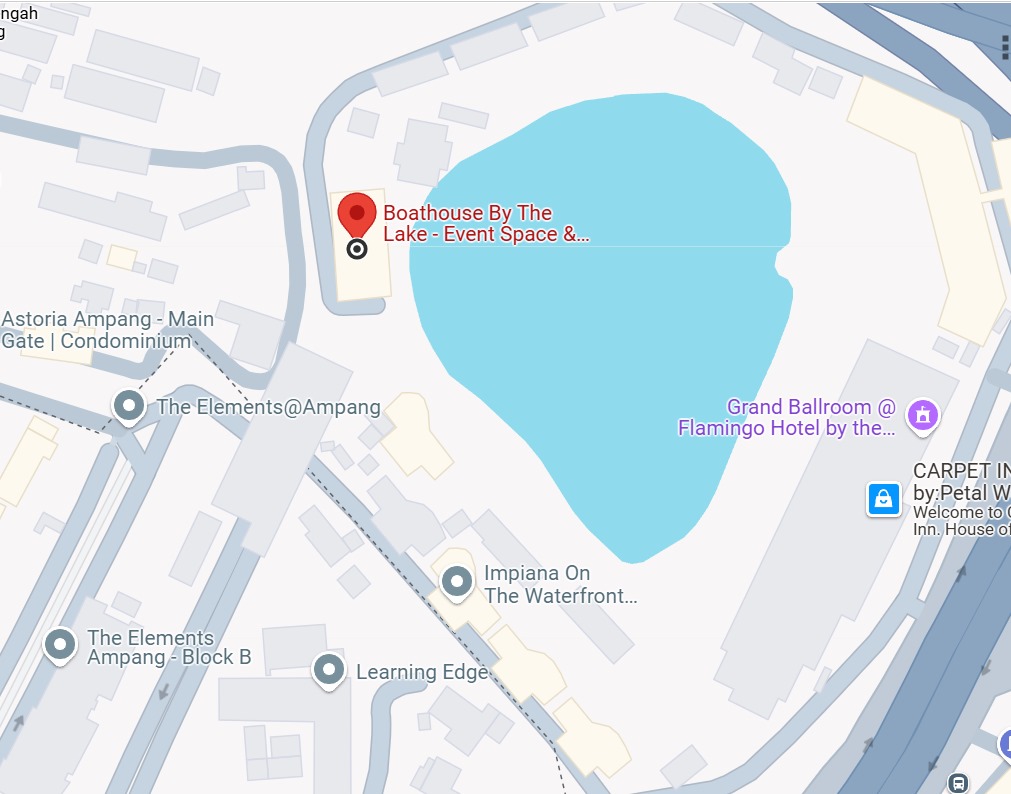 ngah
g
Boathouse By The
Lake - Event Space &...
Astoria Ampang - Main
Gate | Condominium
The Elements@Ampang
Grand Ballroom @
Flamingo Hotel by the...
CARPET IN
by:Petal W
Welcome to C
Inn. House of
Impiana On
The Waterfront...
The Elements
Ampang - Block B
Learning Edge